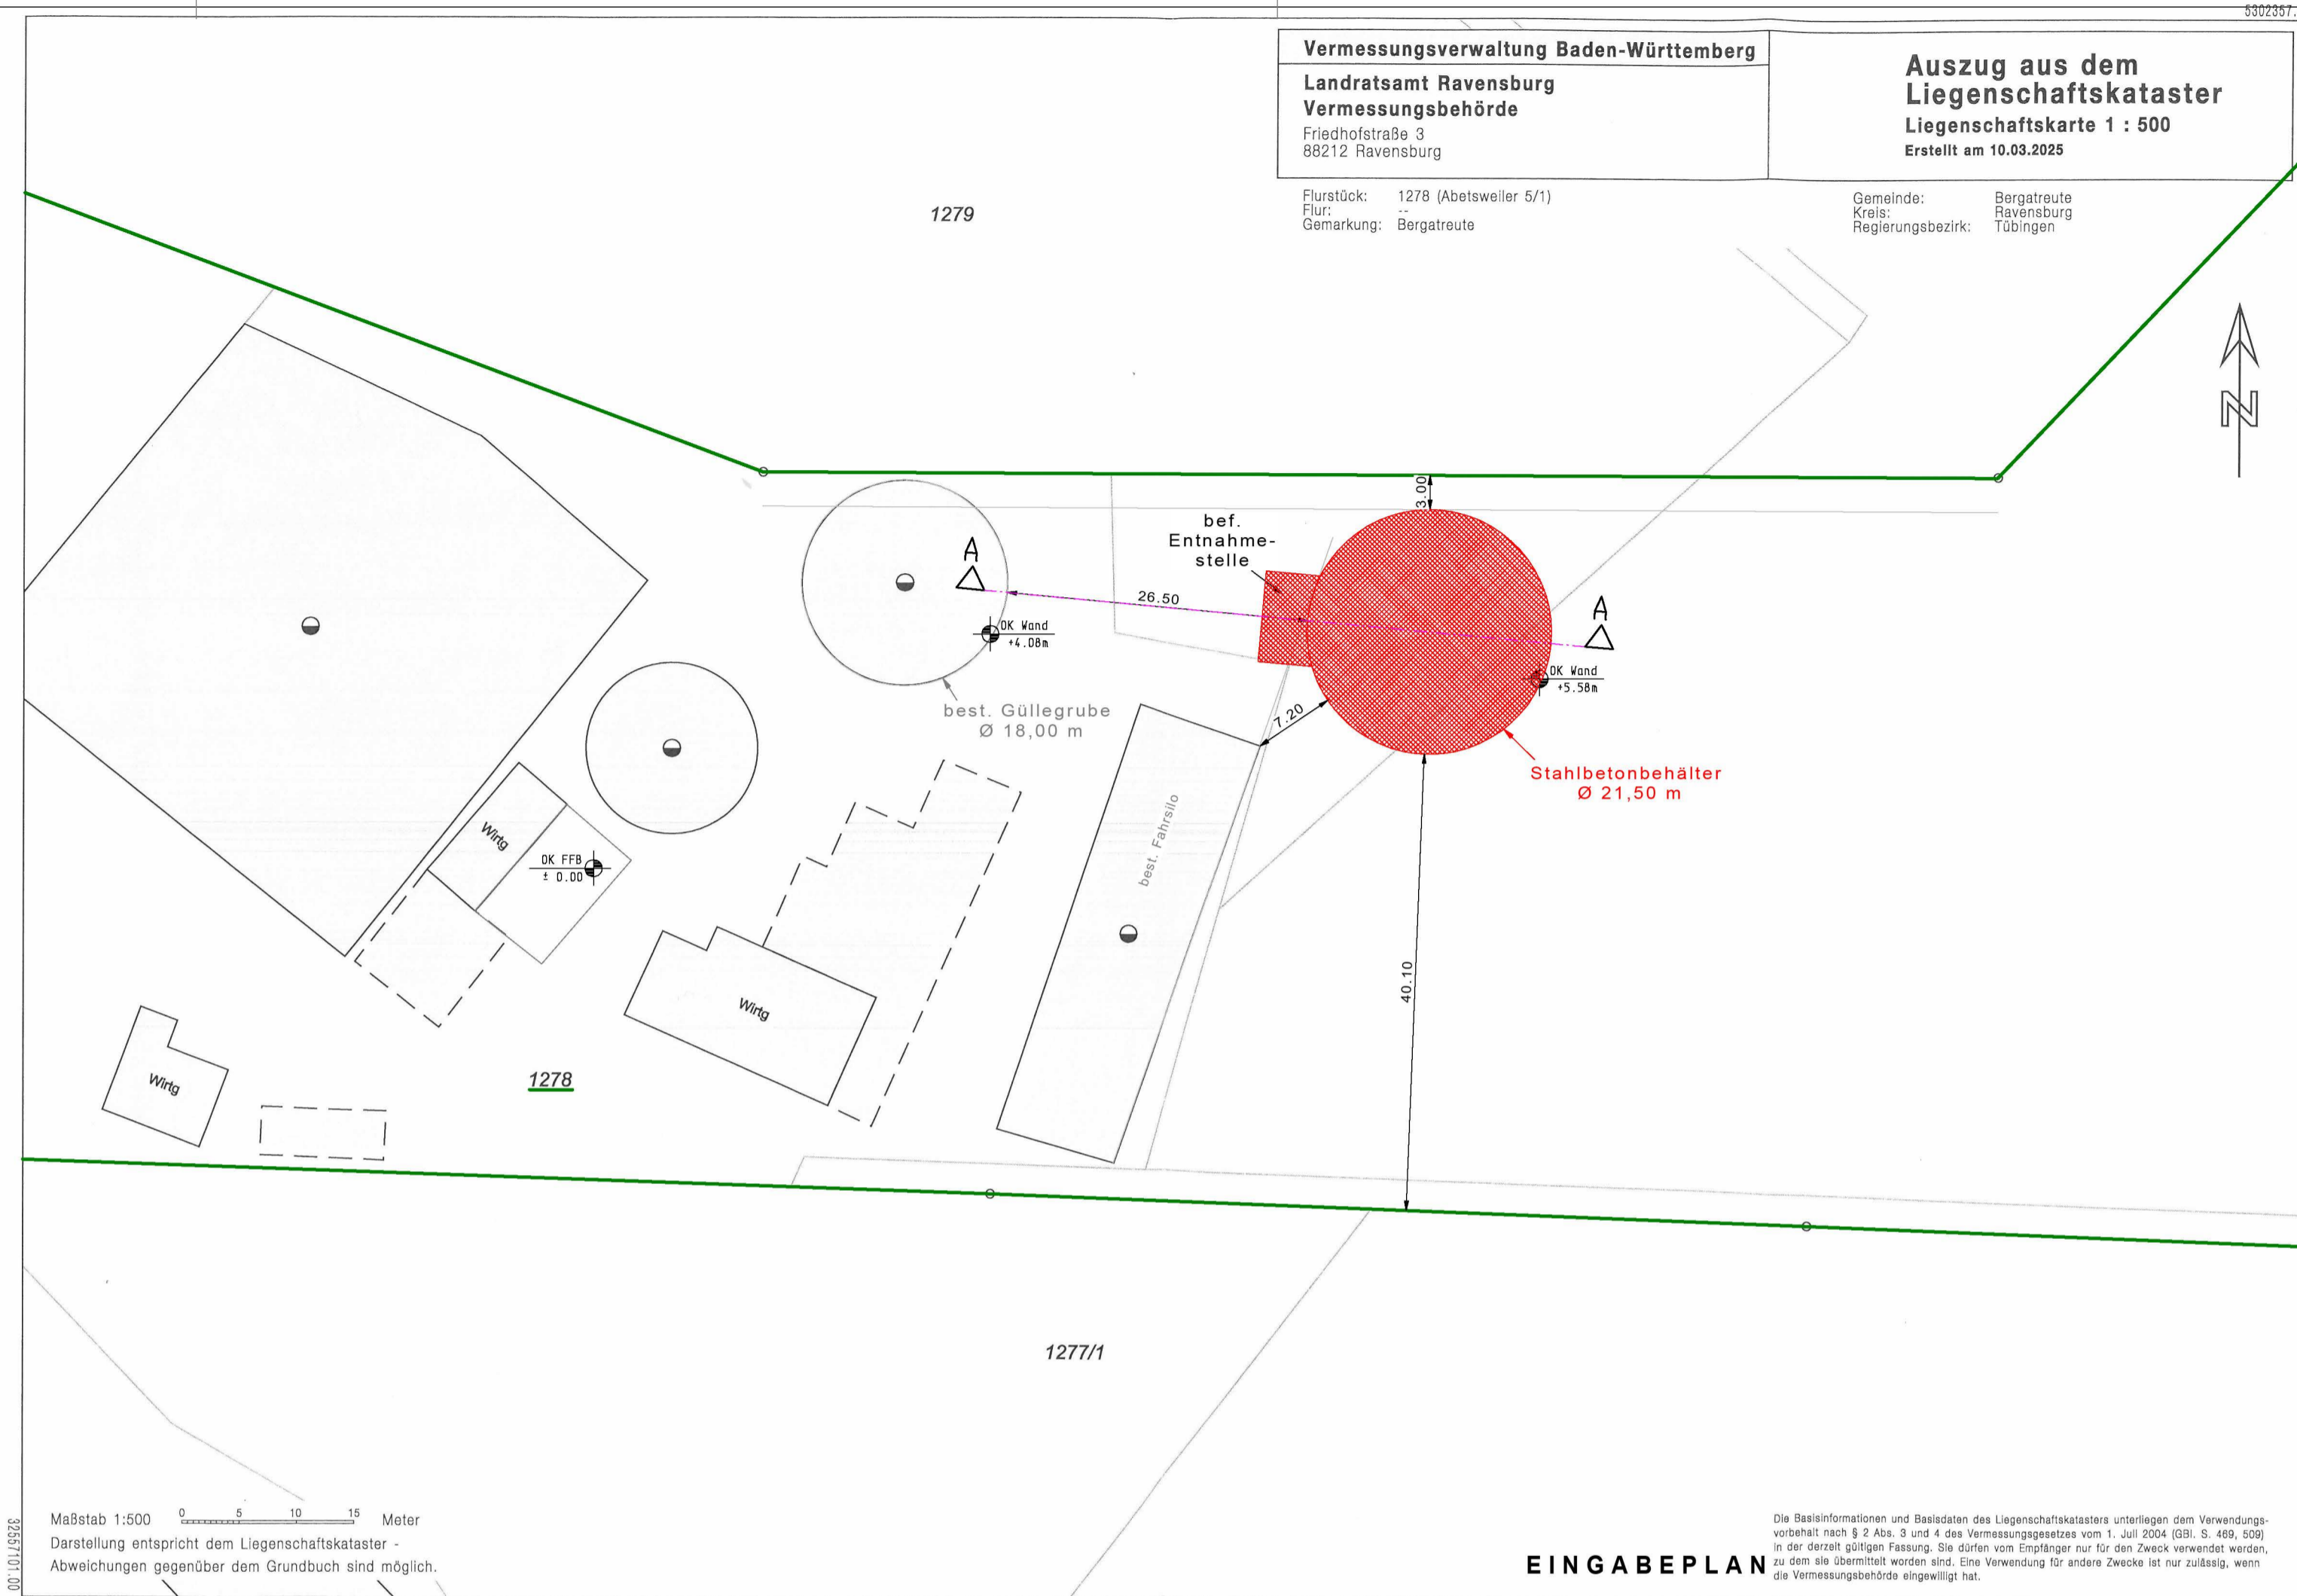 5302357.
Vermessungsverwaltung Baden-Württemberg
Landratsamt Ravensburg
Vermessungsbehörde
Friedhofstraße 3
88212 Ravensburg
Auszug aus dem
Liegenschaftskataster
Liegenschaftskarte 1 : 500
Erstellt am 10.03.2025
Flurstück: 1278 (Abetsweiler 5/1)
Flur: --
Gemarkung: Bergatreute
Gemeinde: Bergatreute
Kreis: Ravensburg
Regierungsbezirk: Tübingen
1279
N
3.00
bef.
Entnahme-
stelle
A
26.50
A
OK Wand
+4.08m
OK Wand
+5.58m
best. Güllegrube
Ø 18,00 m
7.20
Stahlbetonbehälter
Ø 21,50 m
best. Fahrsilo
Wirtg
OK FFB
± 0.00
40.10
Wirtg
Wirtg
1278
1277/1
Maßstab 1:500 0 5 10 15 Meter
Darstellung entspricht dem Liegenschaftskataster -
Abweichungen gegenüber dem Grundbuch sind möglich.
32557101.00
EINGABEPLAN
Die Basisinformationen und Basisdaten des Liegenschaftskatasters unterliegen dem Verwendungs-
vorbehalt nach § 2 Abs. 3 und 4 des Vermessungsgesetzes vom 1. Juli 2004 (GBl. S. 469, 509)
in der derzeit gültigen Fassung. Sie dürfen vom Empfänger nur für den Zweck verwendet werden,
zu dem sie übermittelt worden sind. Eine Verwendung für andere Zwecke ist nur zulässig, wenn
die Vermessungsbehörde eingewilligt hat.